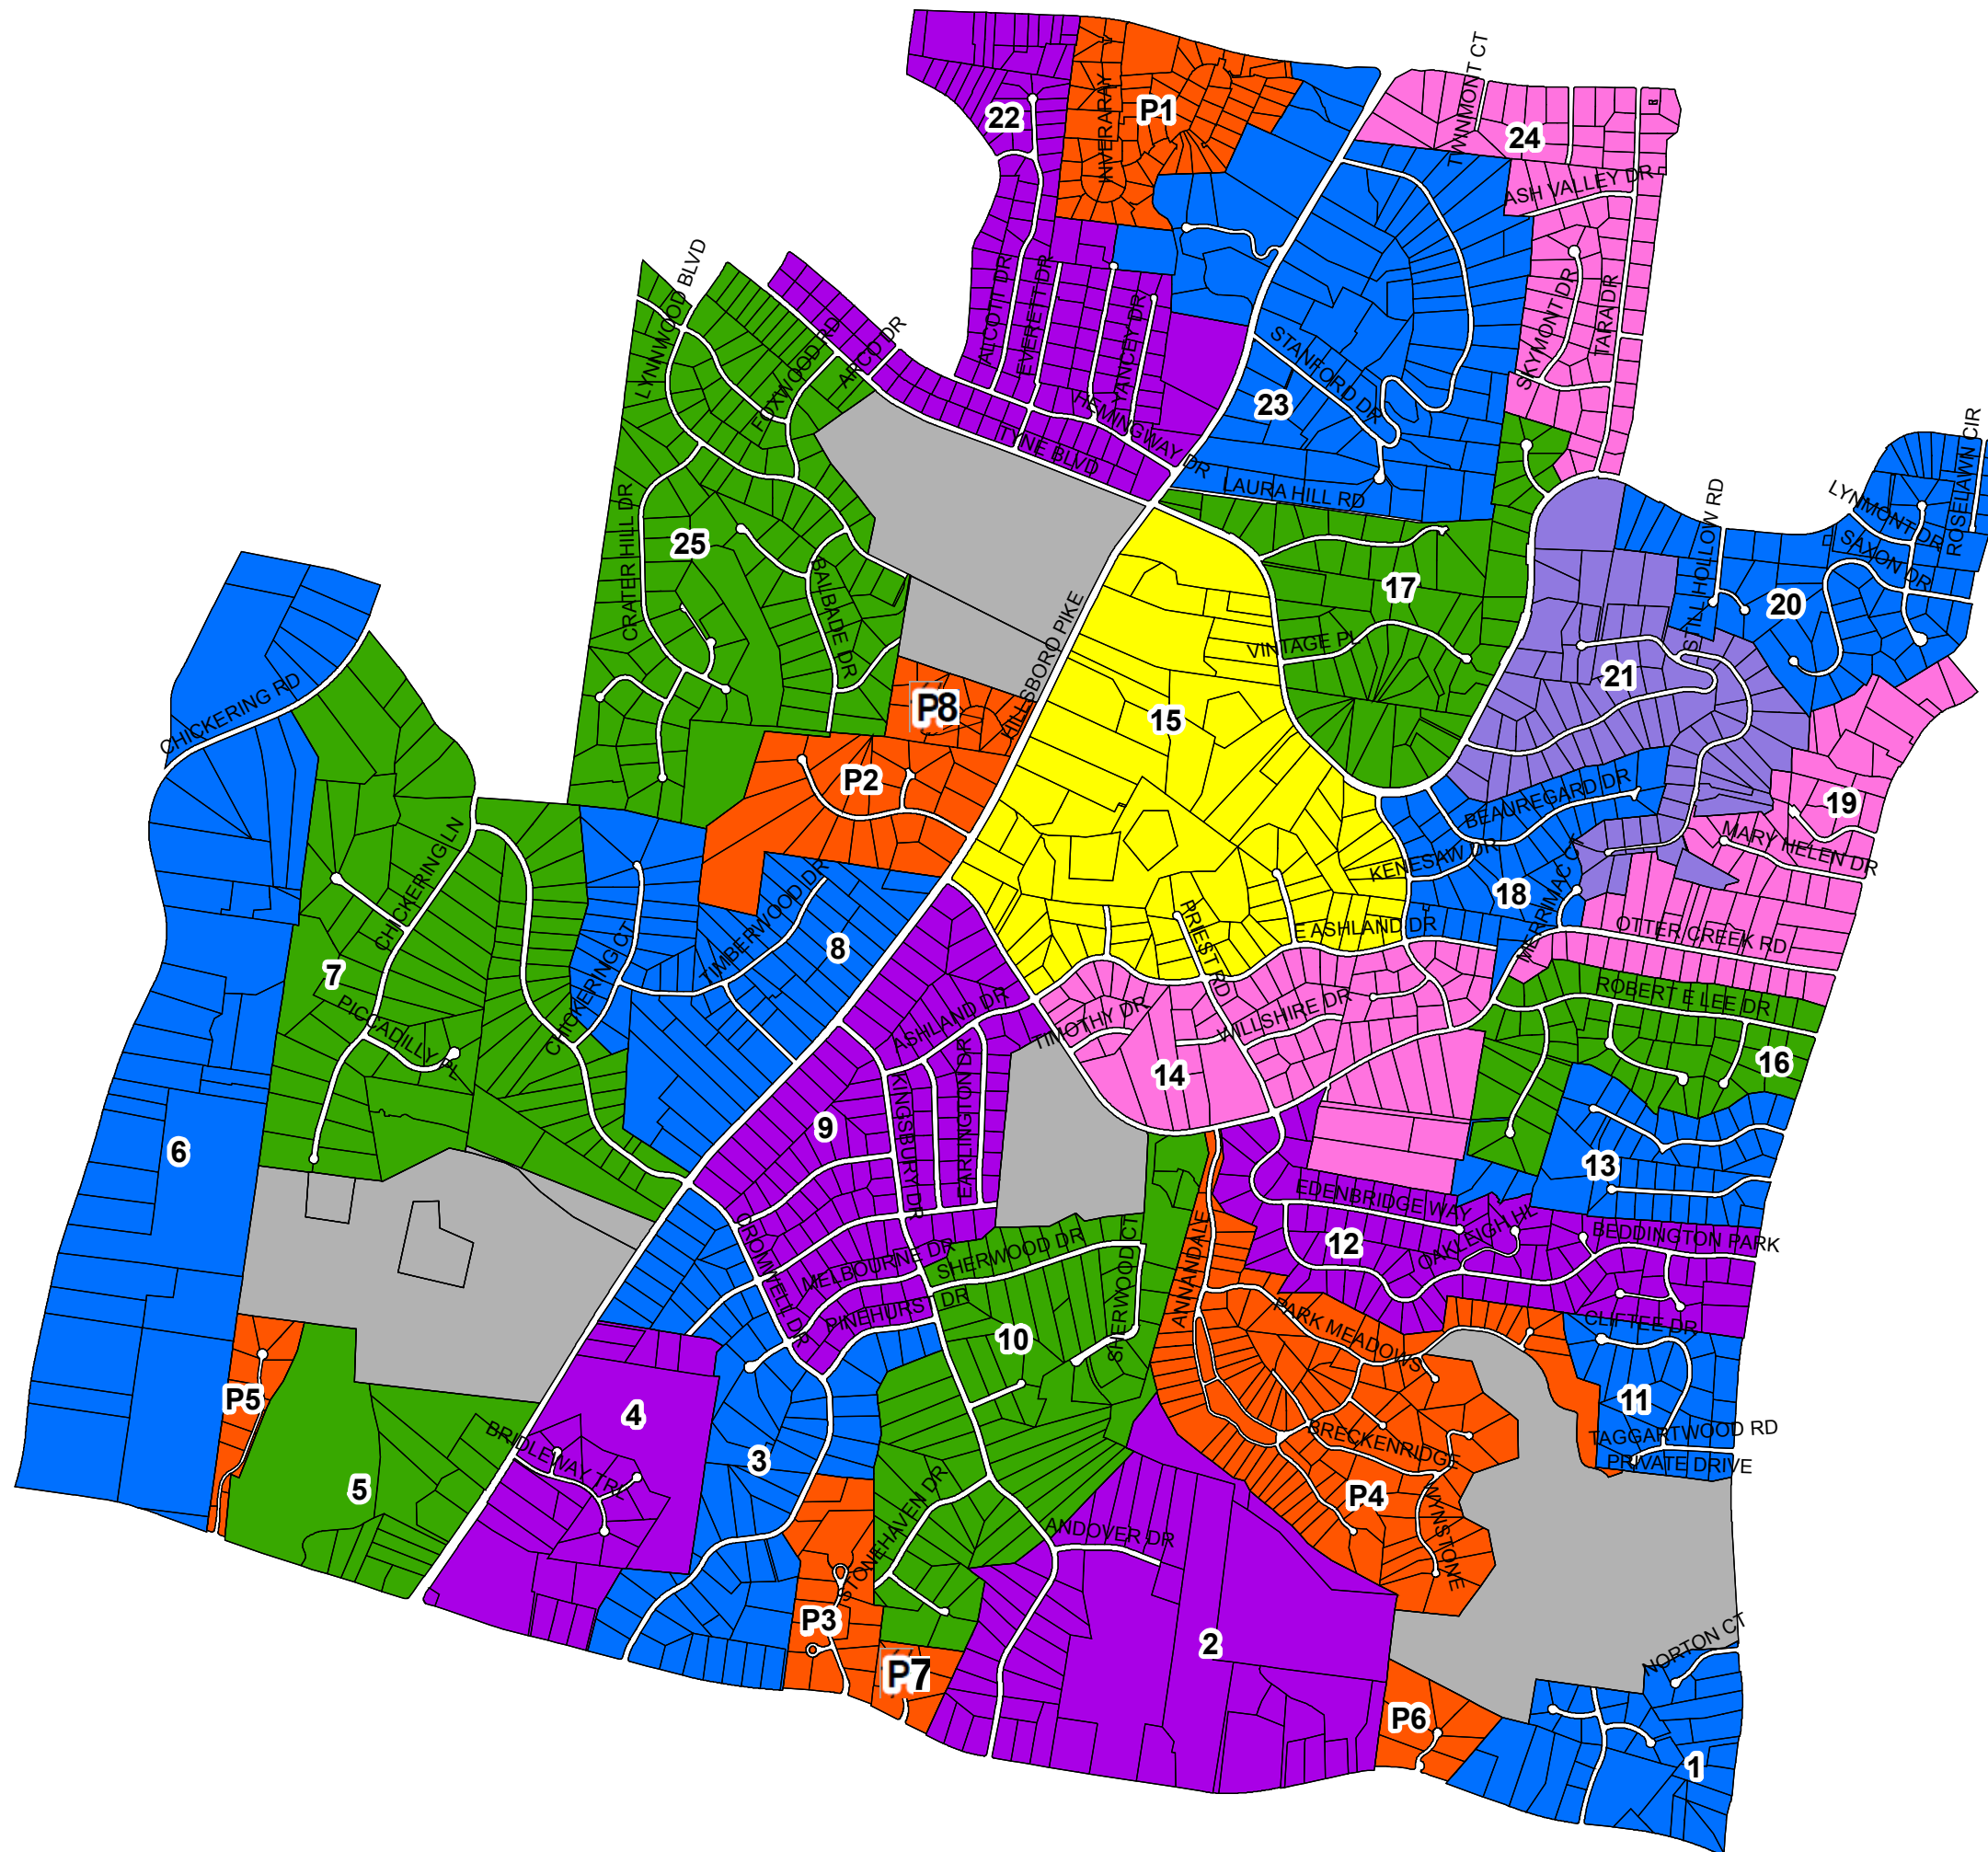 TWINMONT CT
22
P1
INVERARAY
24
ASH VALLEY DR
LYNNWOOD BLVD
ALCOTT DR
EVERETT DR
YANCEY DR
SKYMONT DR
TARA DR
LYNNWOOD BLVD
FOXWOOD RD
ARCO DR
STANFORD DR
23
HEMINGWAY DR
TYNE BLVD
LAURA HILL RD
ROSELAWN CIR
LYNMONT DR
SAXON DR
STILL HOLLOW RD
CRATER HILL DR
25
BALBADE DR
17
20
HILLSBORO PIKE
VINTAGE PL
21
CHICKERING RD
P8
15
P2
BEAUREGARD DR
19
MARY HELEN DR
KENESAW DR
18
MERRIMAC CT
CHICKERING LN
TIMBERWOOD DR
8
PRIEST RD
E ASHLAND DR
OTTER CREEK RD
7
CHICKERING CT
PICCADILLY PL
ASHLAND DR
TIMOTHY DR
WILLSHIRE DR
ROBERT E LEE DR
16
14
6
9
KINGSBURY DR
EARLINGTON DR
13
EDENBRIDGE WAY
OAKLEIGH HL
BEDDINGTON PARK
12
CROMWELL DR
MELBOURNE DR
SHERWOOD DR
SHERWOOD CT
ANNANDALE
PINEHURST DR
10
PARK MEADOWS
CLIFTEE DR
P5
4
11
BRIDLEWAY TRL
3
BRECKENRIDGE
TAGGARTWOOD RD
PRIVATE DRIVE
5
P4
WYNSTONE
STONEHAVEN DR
ANDOVER DR
P3
2
NORTON CT
P7
P6
1